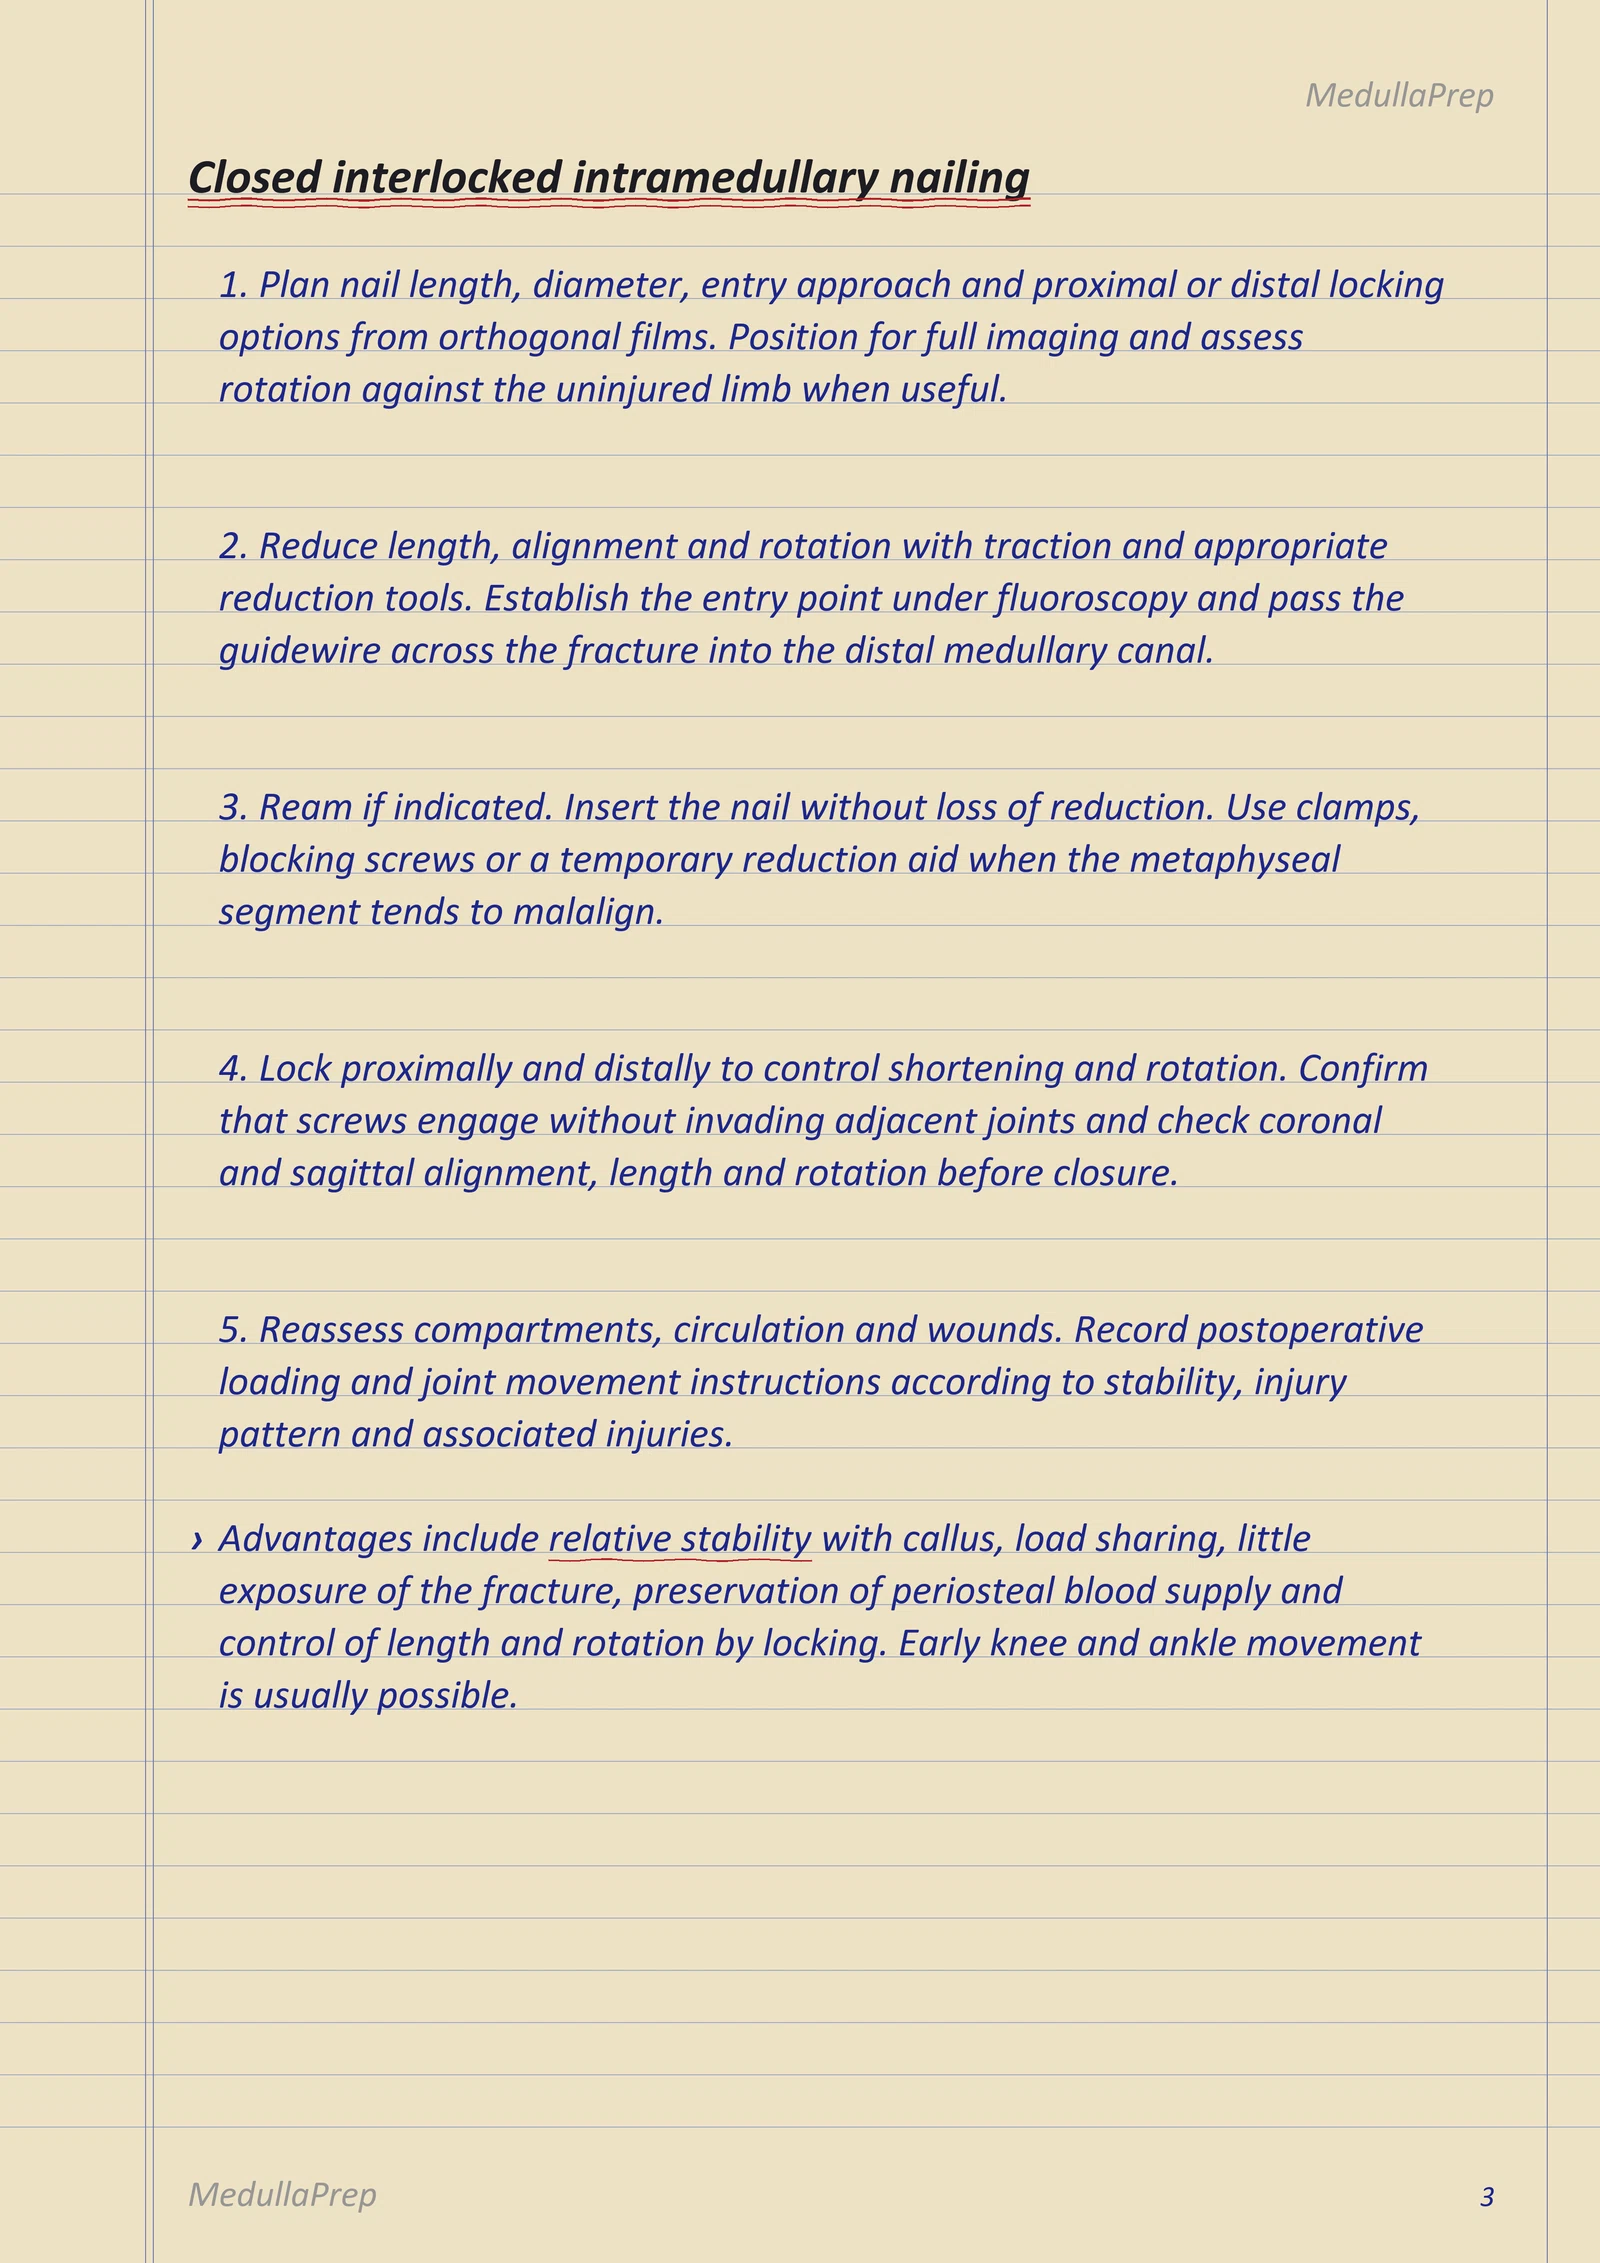 MedullaPrep
Closed interlocked intramedullary nailing
1. Plan nail length, diameter, entry approach and proximal or distal locking
options from orthogonal films. Position for full imaging and assess
rotation against the uninjured limb when useful.
2. Reduce length, alignment and rotation with traction and appropriate
reduction tools. Establish the entry point under fluoroscopy and pass the
guidewire across the fracture into the distal medullary canal.
3. Ream if indicated. Insert the nail without loss of reduction. Use clamps,
blocking screws or a temporary reduction aid when the metaphyseal
segment tends to malalign.
4. Lock proximally and distally to control shortening and rotation. Confirm
that screws engage without invading adjacent joints and check coronal
and sagittal alignment, length and rotation before closure.
5. Reassess compartments, circulation and wounds. Record postoperative
loading and joint movement instructions according to stability, injury
pattern and associated injuries.
› Advantages include relative stability with callus, load sharing, little
exposure of the fracture, preservation of periosteal blood supply and
control of length and rotation by locking. Early knee and ankle movement
is usually possible.
MedullaPrep
3